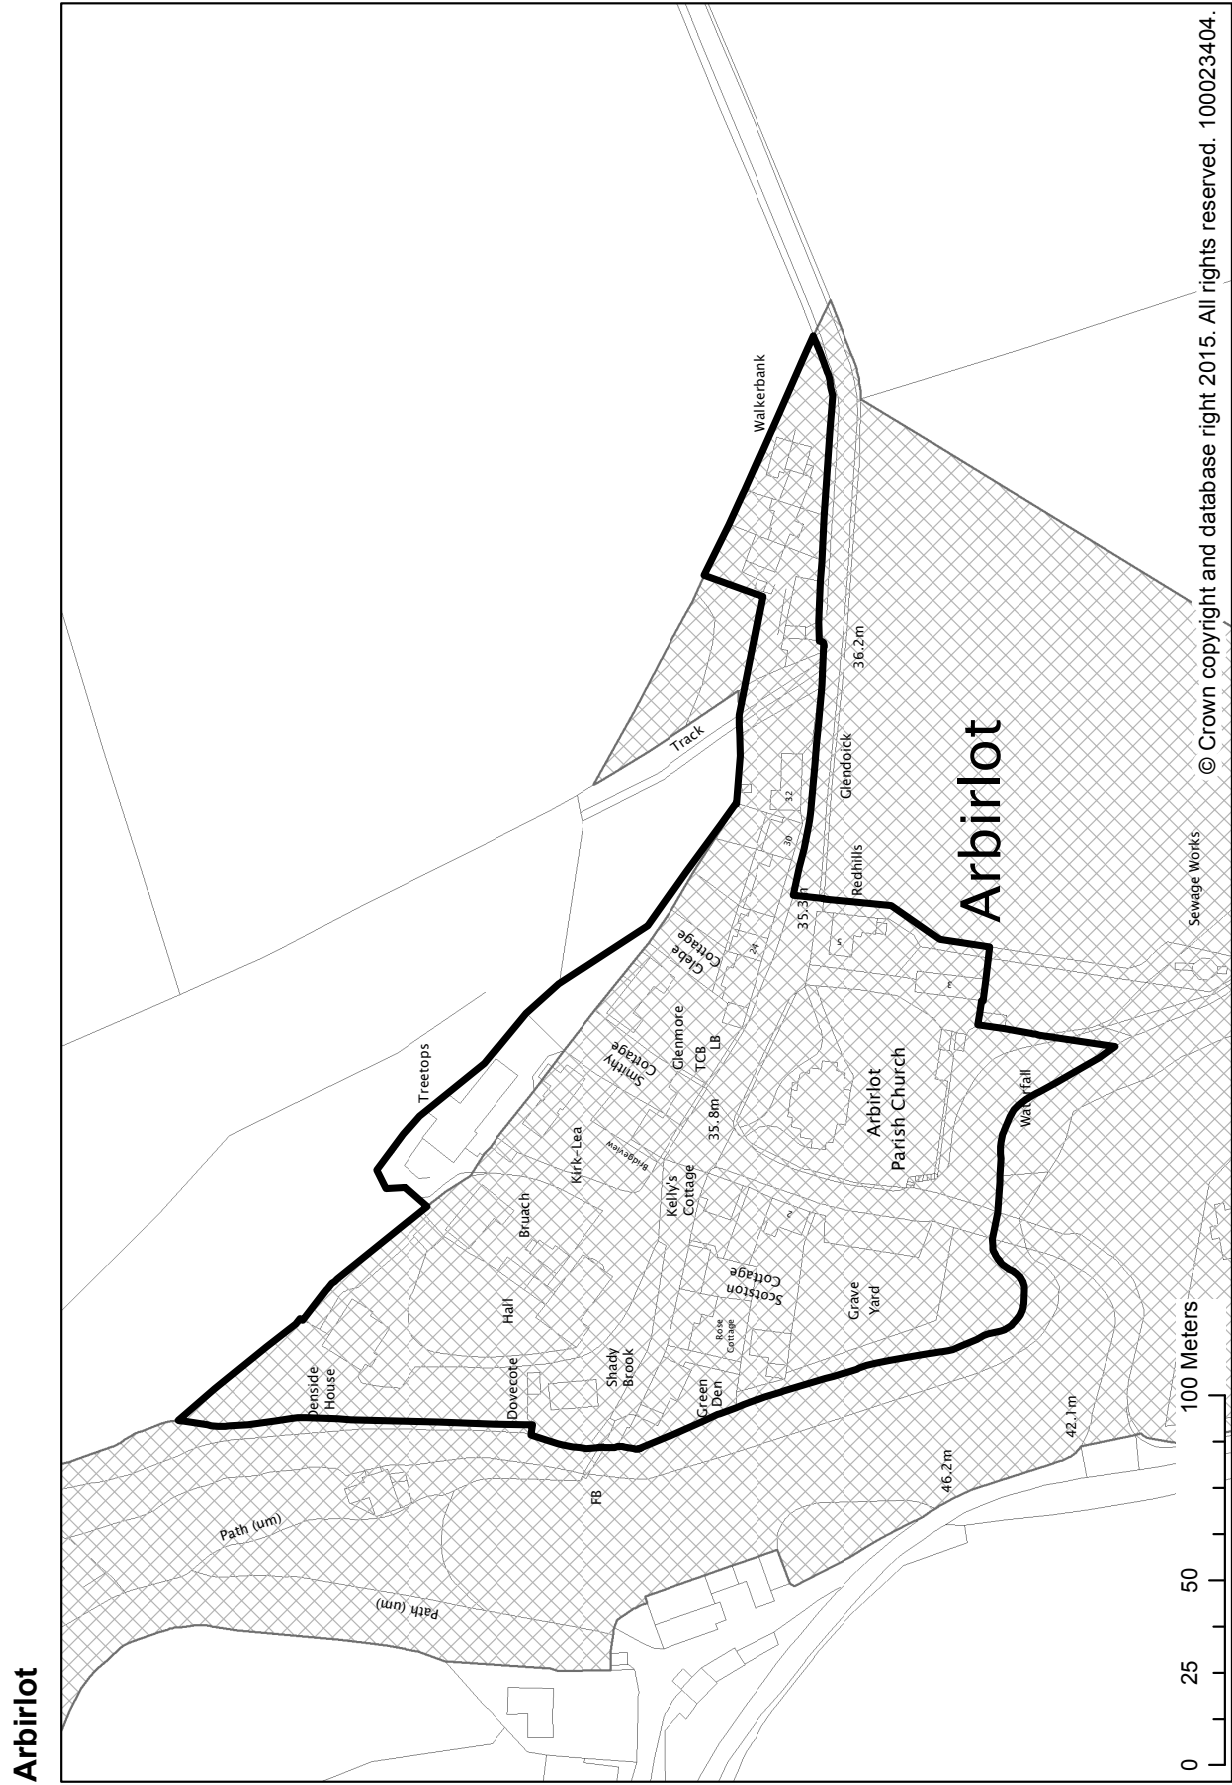 Arbirlot
Path (um)
Path (um)
Denside
House
Dovecote
Hall
Bruach
Treetops
Kirk-Lea
Bridgeview
Smithy
Cottage
Glebe
Cottage
Glenmore
TCB
LB
35.8m
Kelly's
Cottage
Shady
Brook
FB
Green
Den
Rose
Cottage
Scotston
Cottage
2
Grave
Yard
Arbirlot
Parish Church
Waterfall
3
5
24
30
32
35.3m
Redhills
Glendoick
36.2m
Track
Walkerbank
Arbirlot
Sewage Works
46.2m
42.1m
0 25 50 100 Meters
© Crown copyright and database right 2015. All rights reserved. 100023404.